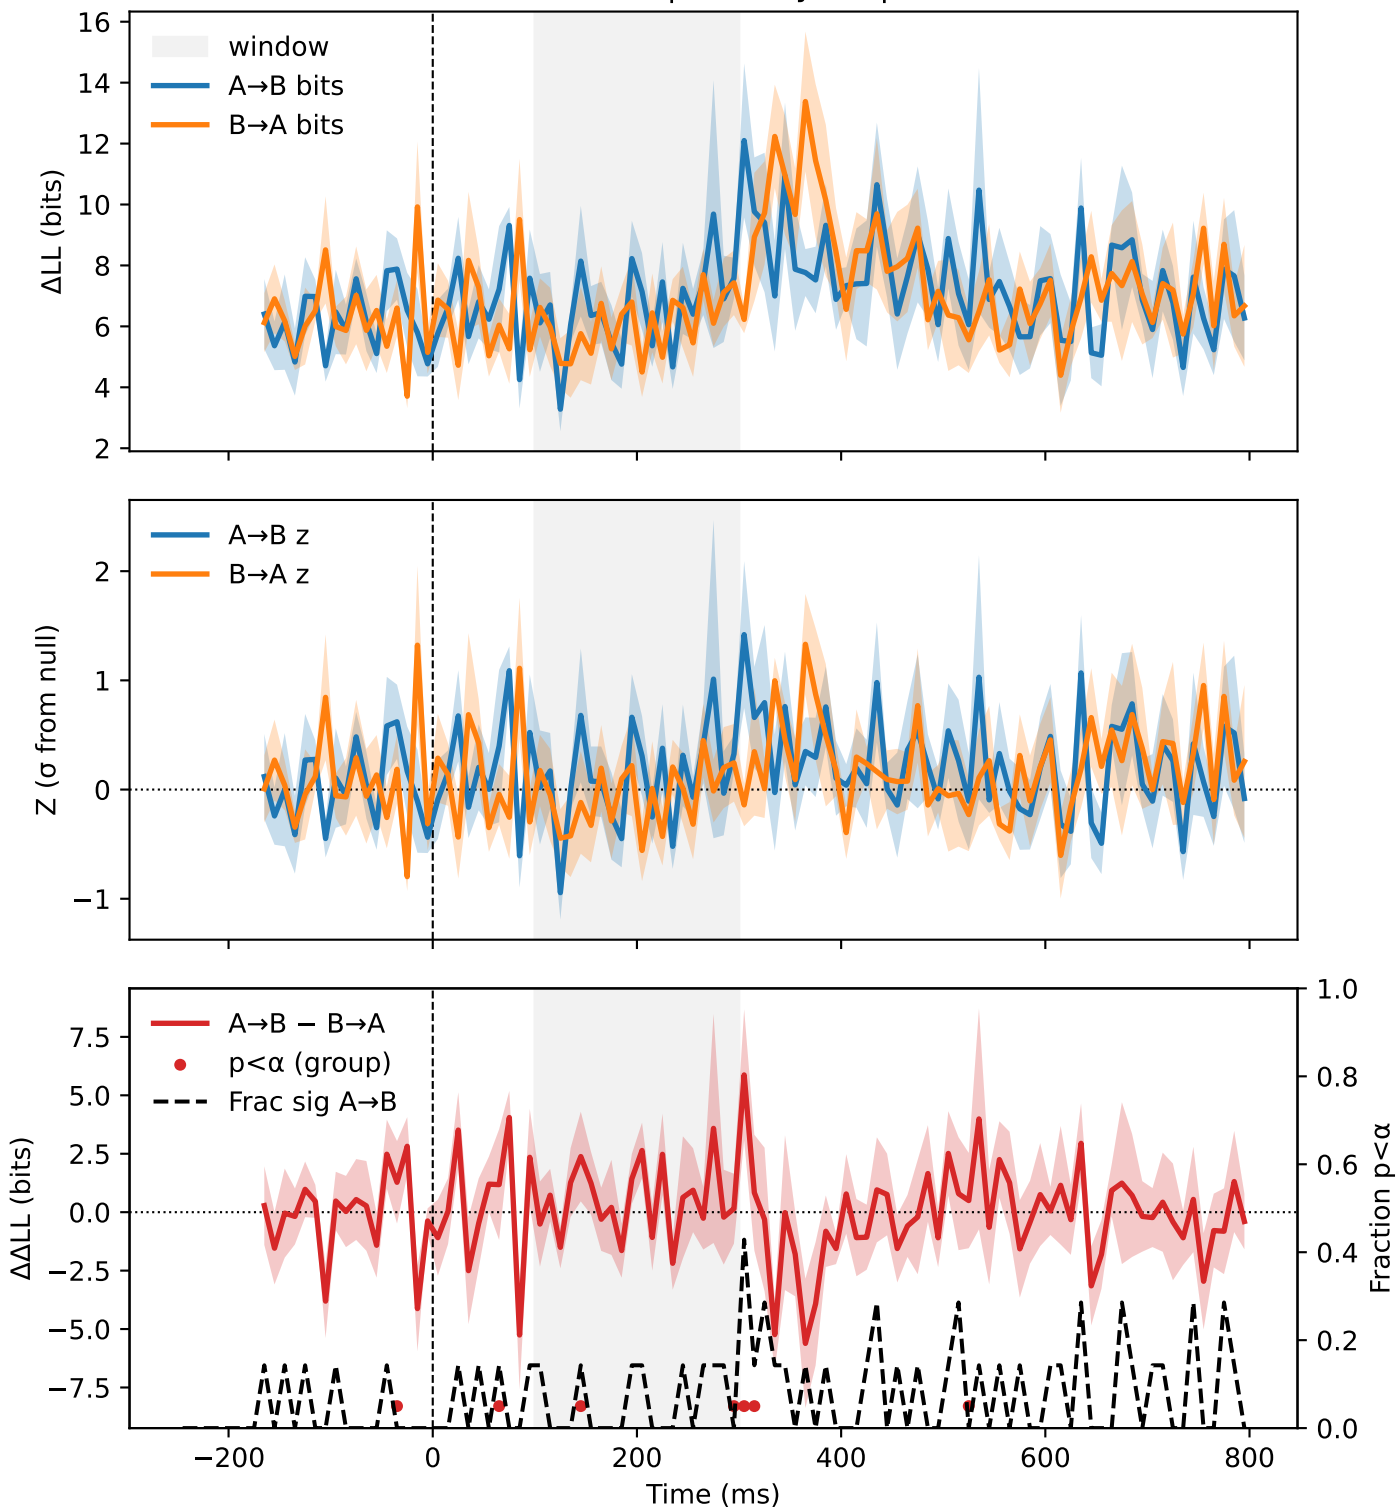 16
14
12
10
8
6
4
2
ΔLL (bits)
window
A→B bits
B→A bits
2
1
0
−1
Z (σ from null)
A→B z
B→A z
7.5
5.0
2.5
0.0
−2.5
−5.0
−7.5
ΔΔLL (bits)
A→B − B→A
p<α (group)
Frac sig A→B
1.0
0.8
0.6
0.4
0.2
0.0
Fraction p<α
−200
0
200
400
600
800
Time (ms)